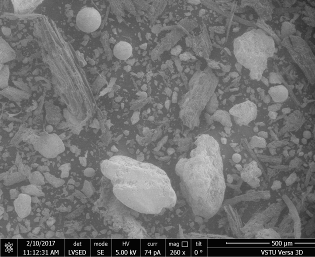 2/10/2017 det mode HV curr mag □ tilt 500 µm
11:12:31 AM LVSED SE 5.00 kV 74 pA 260 x 0 ° VSTU Versa 3D